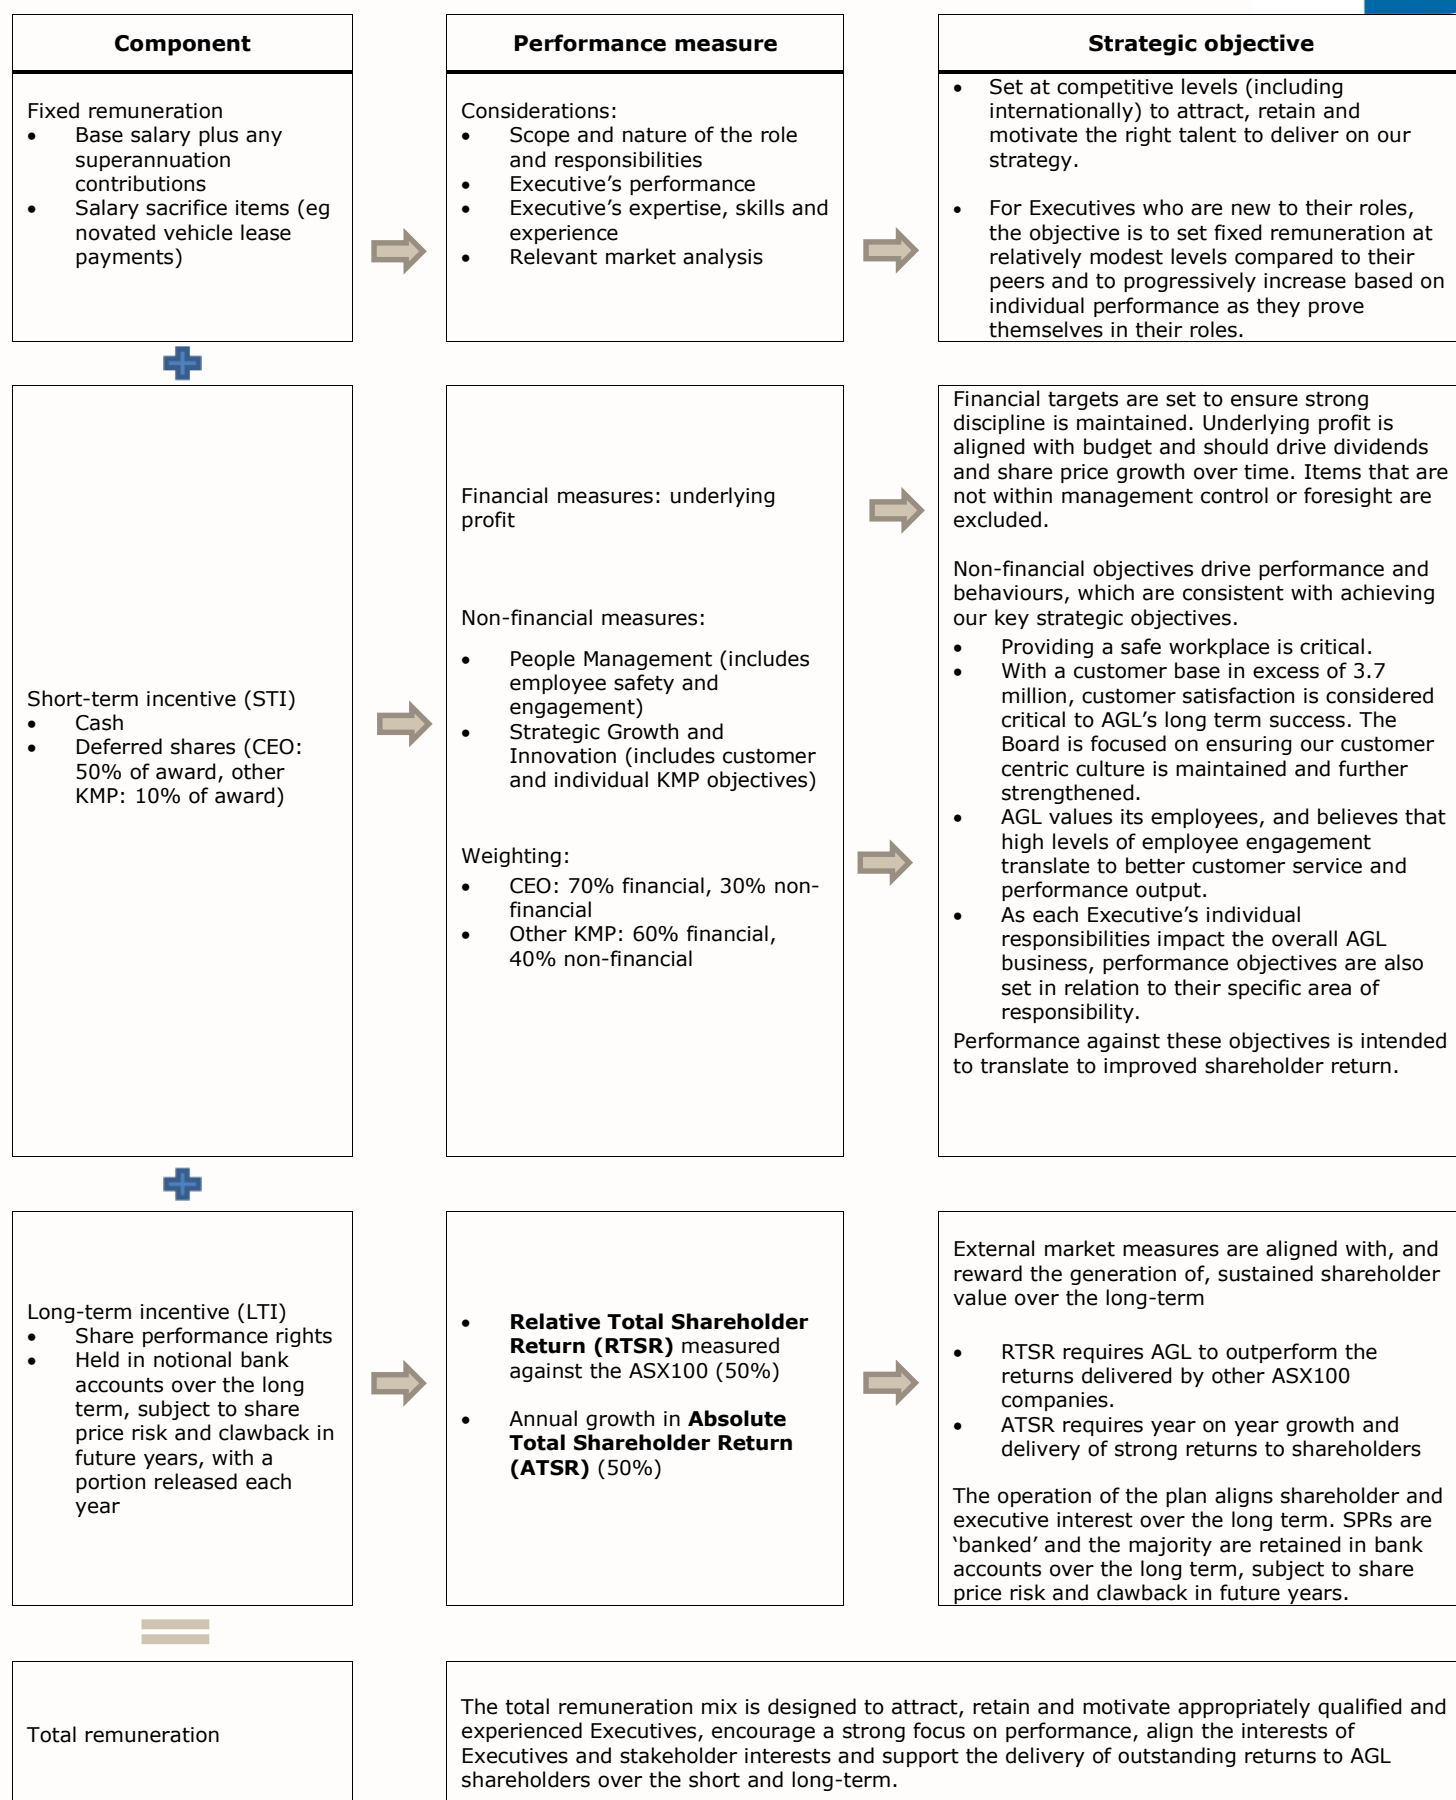 Component
Performance measure
Strategic objective
Fixed remuneration
• Base salary plus any
superannuation
contributions
• Salary sacrifice items (eg
novated vehicle lease
payments)
Considerations:
• Scope and nature of the role
and responsibilities
• Executive’s performance
• Executive’s expertise, skills and
experience
• Relevant market analysis
• Set at competitive levels (including
internationally) to attract, retain and
motivate the right talent to deliver on our
strategy.
• For Executives who are new to their roles,
the objective is to set fixed remuneration at
relatively modest levels compared to their
peers and to progressively increase based on
individual performance as they prove
themselves in their roles.
Short-term incentive (STI)
• Cash
• Deferred shares (CEO:
50% of award, other
KMP: 10% of award)
Financial measures: underlying
profit
Non-financial measures:
• People Management (includes
employee safety and
engagement)
• Strategic Growth and
Innovation (includes customer
and individual KMP objectives)
Weighting:
• CEO: 70% financial, 30% non-
financial
• Other KMP: 60% financial,
40% non-financial
Financial targets are set to ensure strong
discipline is maintained. Underlying profit is
aligned with budget and should drive dividends
and share price growth over time. Items that are
not within management control or foresight are
excluded.
Non-financial objectives drive performance and
behaviours, which are consistent with achieving
our key strategic objectives.
• Providing a safe workplace is critical.
• With a customer base in excess of 3.7
million, customer satisfaction is considered
critical to AGL’s long term success. The
Board is focused on ensuring our customer
centric culture is maintained and further
strengthened.
• AGL values its employees, and believes that
high levels of employee engagement
translate to better customer service and
performance output.
• As each Executive’s individual
responsibilities impact the overall AGL
business, performance objectives are also
set in relation to their specific area of
responsibility.
Performance against these objectives is intended
to translate to improved shareholder return.
Long-term incentive (LTI)
• Share performance rights
• Held in notional bank
accounts over the long
term, subject to share
price risk and clawback in
future years, with a
portion released each
year
• Relative Total Shareholder
Return (RTSR) measured
against the ASX100 (50%)
• Annual growth in Absolute
Total Shareholder Return
(ATSR) (50%)
External market measures are aligned with, and
reward the generation of, sustained shareholder
value over the long-term
• RTSR requires AGL to outperform the
returns delivered by other ASX100
companies.
• ATSR requires year on year growth and
delivery of strong returns to shareholders
The operation of the plan aligns shareholder and
executive interest over the long term. SPRs are
‘banked’ and the majority are retained in bank
accounts over the long term, subject to share
price risk and clawback in future years.
Total remuneration
The total remuneration mix is designed to attract, retain and motivate appropriately qualified and
experienced Executives, encourage a strong focus on performance, align the interests of
Executives and stakeholder interests and support the delivery of outstanding returns to AGL
shareholders over the short and long-term.